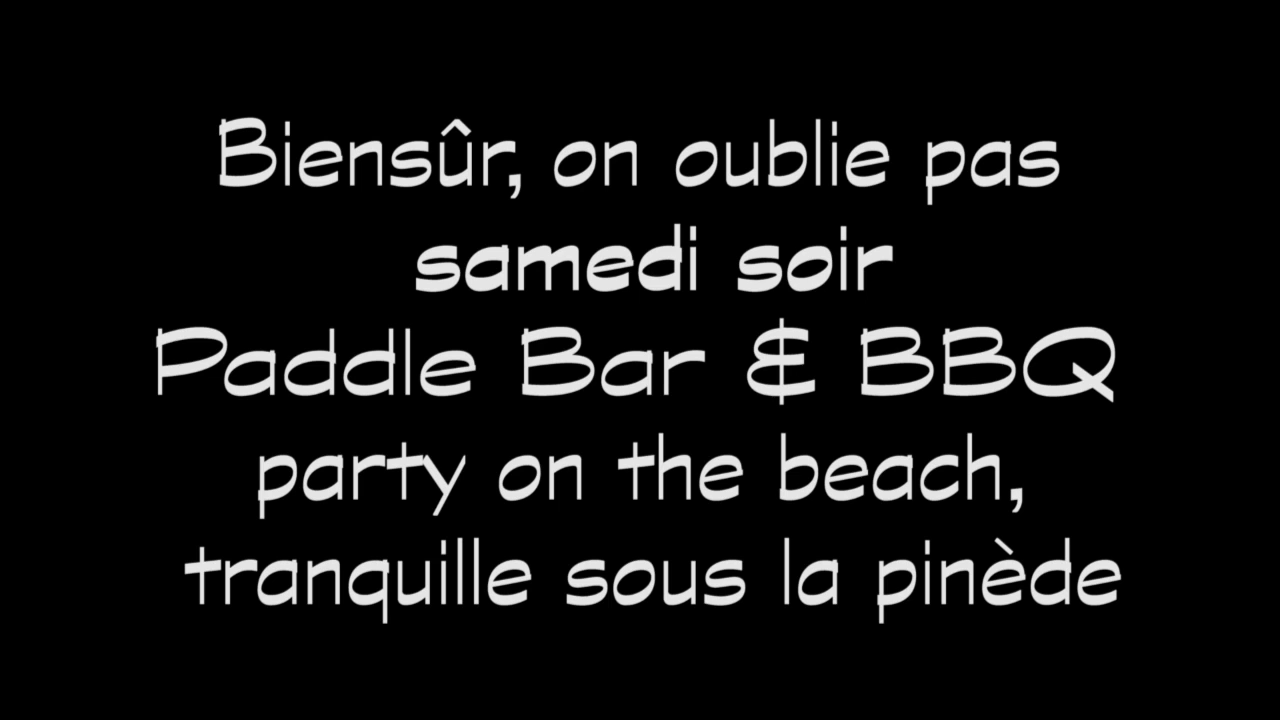 Biensûr, on oublie pas
samedi soir
Paddle Bar & BBQ
party on the beach,
tranquille sous la pinède